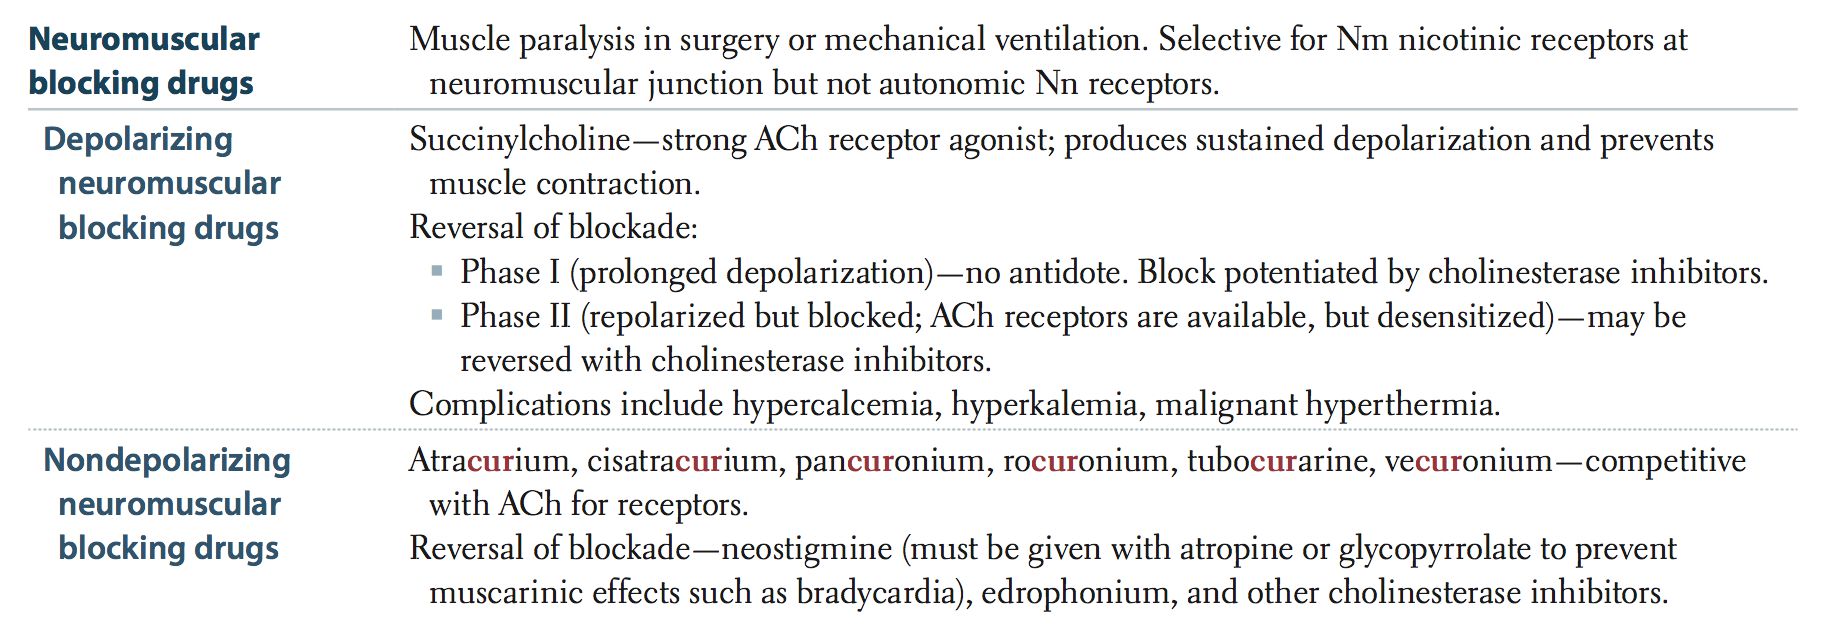 Neuromuscular
blocking drugs
Muscle paralysis in surgery or mechanical ventilation. Selective for Nm nicotinic receptors at
neuromuscular junction but not autonomic Nn receptors.
Depolarizing
neuromuscular
blocking drugs
Succinylcholine—strong ACh receptor agonist; produces sustained depolarization and prevents
muscle contraction.
Reversal of blockade:
▪ Phase I (prolonged depolarization)—no antidote. Block potentiated by cholinesterase inhibitors.
▪ Phase II (repolarized but blocked; ACh receptors are available, but desensitized)—may be
reversed with cholinesterase inhibitors.
Complications include hypercalcemia, hyperkalemia, malignant hyperthermia.
Nondepolarizing
neuromuscular
blocking drugs
Atracurium, cisatracurium, pancuronium, rocuronium, tubocurarine, vecuronium—competitive
with ACh for receptors.
Reversal of blockade—neostigmine (must be given with atropine or glycopyrrolate to prevent
muscarinic effects such as bradycardia), edrophonium, and other cholinesterase inhibitors.